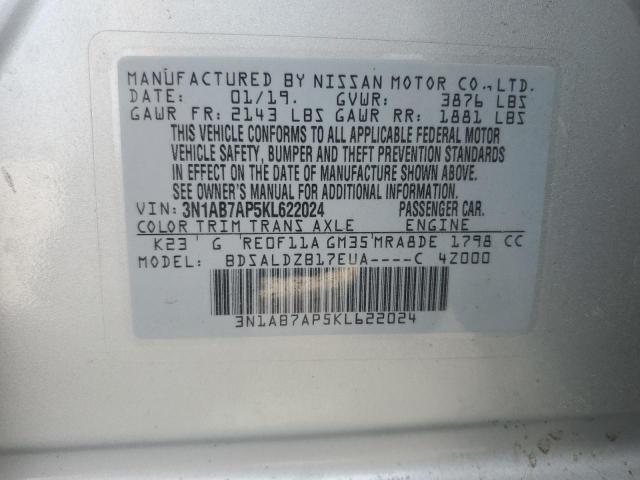 MANUFACTURED BY NISSAN MOTOR CO., LTD.
DATE: 01/19. GVWR: 3876 LBS
GAWR FR: 2143 LBS GAWR RR: 1881 LBS
THIS VEHICLE CONFORMS TO ALL APPLICABLE FEDERAL MOTOR
VEHICLE SAFETY, BUMPER AND THEFT PREVENTION STANDARDS
IN EFFECT ON THE DATE OF MANUFACTURE SHOWN ABOVE.
SEE OWNER'S MANUAL FOR ADDITIONAL INFORMATION.
VIN: 3N1AB7AP5KL622024 PASSENGER CAR.
COLOR TRIM TRANS AXLE ENGINE
K23 G RE0F11A GM35 MRA8DE 1798 CC
MODEL: BDSALDZB17EUA----C 4Z000
3N1AB7AP5KL622024